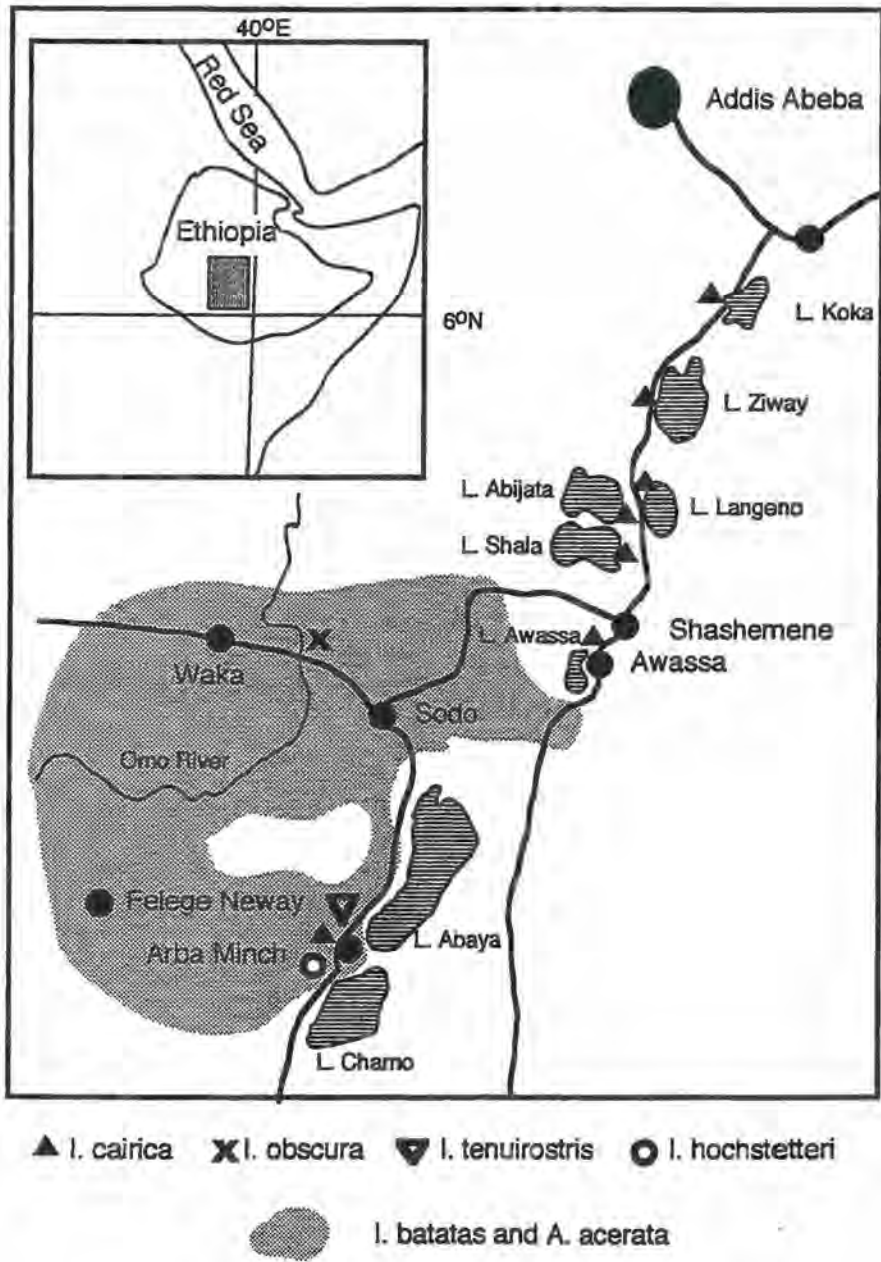 40°E
Red Sea
Ethiopia
6°N
Addis Abeba
L. Koka
L. Ziway
L. Abijata
L. Langeno
L. Shala
L. Awassa
Shashemene
Awassa
Waka
Sodo
Omo River
Felege Neway
L. Abaya
Arba Minch
L. Chamo
I. cairica I. obscura I. tenuirostris I. hochstetteri
I. batatas and A. acerata